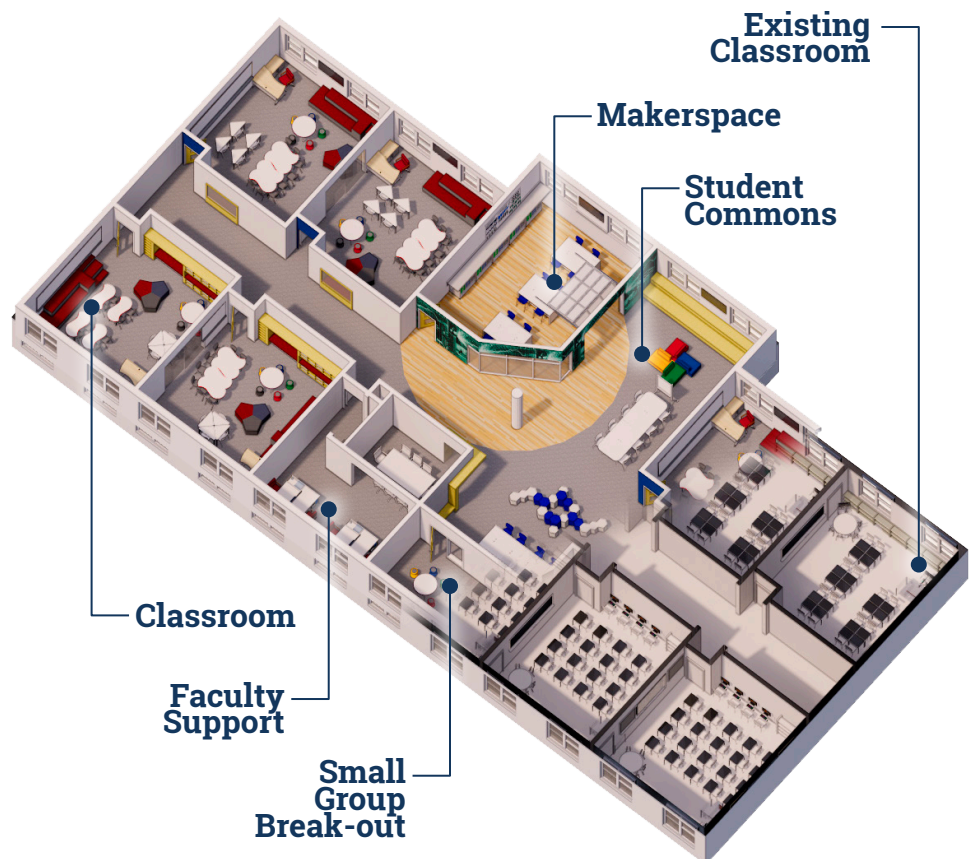 Existing
Classroom
Makerspace
Student
Commons
Classroom
Faculty
Support
Small
Group
Break-out